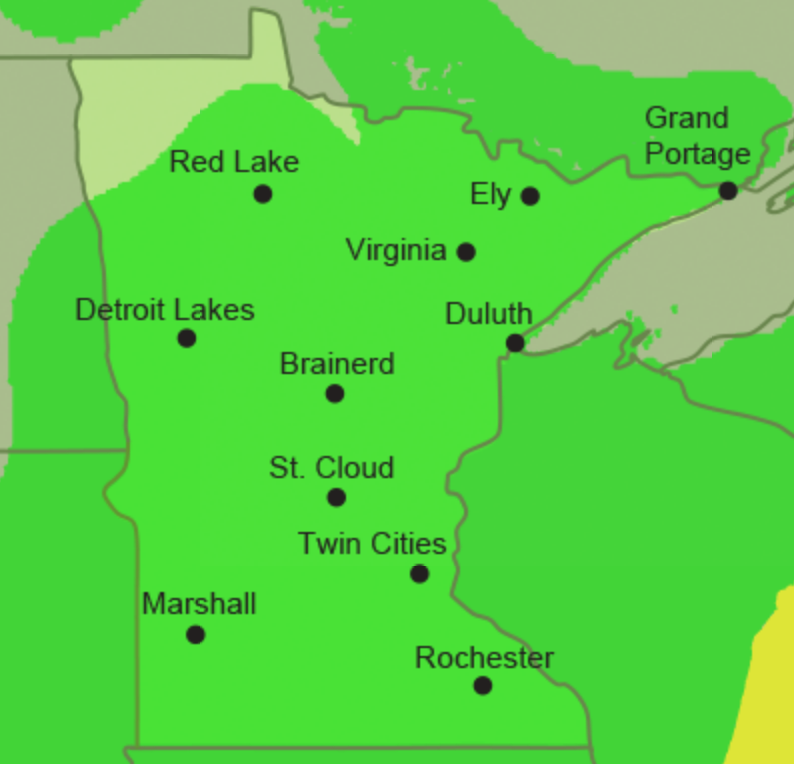 Grand
Portage
Red Lake
Ely
Virginia
Detroit Lakes
Duluth
Brainerd
St. Cloud
Twin Cities
Marshall
Rochester